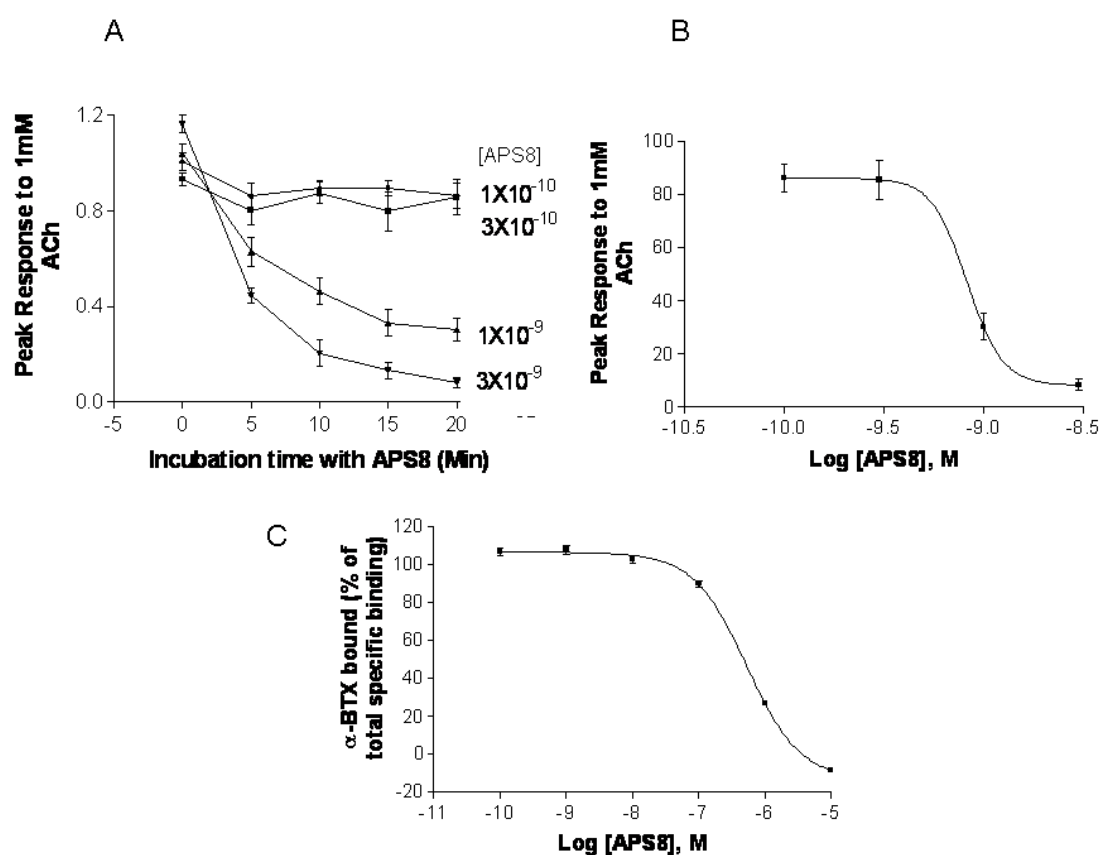 A
Peak Response to 1mM
ACh
1.2
0.8
0.4
0.0
-5
0
5
10
15
20
Incubation time with APS8 (Min)
[APS8]
1X10-10
3X10-10
1X10-9
3X10-9
--
B
Peak Response to 1mM
ACh
100
80
60
40
20
0
-10.5
-10.0
-9.5
-9.0
-8.5
Log [APS8], M
C
α-BTX bound (% of
total specific binding)
120
100
80
60
40
20
0
-20
-11
-10
-9
-8
-7
-6
-5
Log [APS8], M